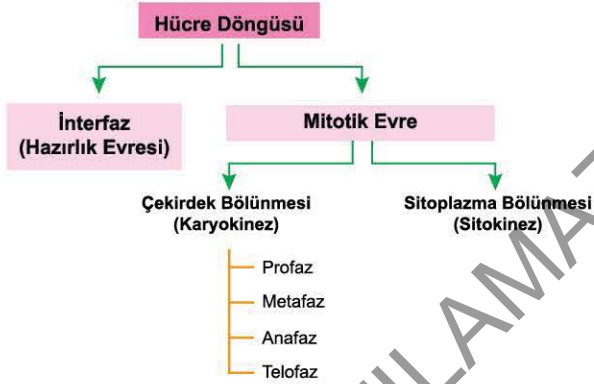 Hücre Döngüsü
İnterfaz
(Hazırlık Evresi)
Mitotik Evre
Çekirdek Bölünmesi
(Karyokinez)
Sitoplazma Bölünmesi
(Sitokinez)
Profaz
Metafaz
Anafaz
Telofaz